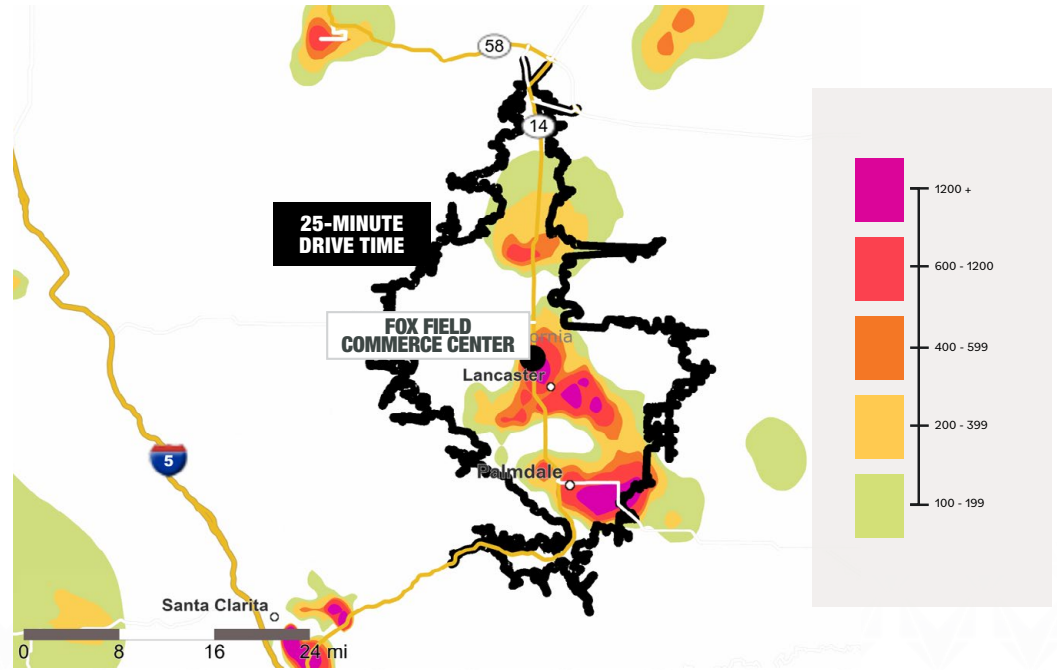 58
14
25-MINUTE
DRIVE TIME
FOX FIELD
COMMERCE CENTER
ornia
Lancaster
Palmdale
5
Santa Clarita
0 8 16 24 mi
1200 +
600 - 1200
400 - 599
200 - 399
100 - 199